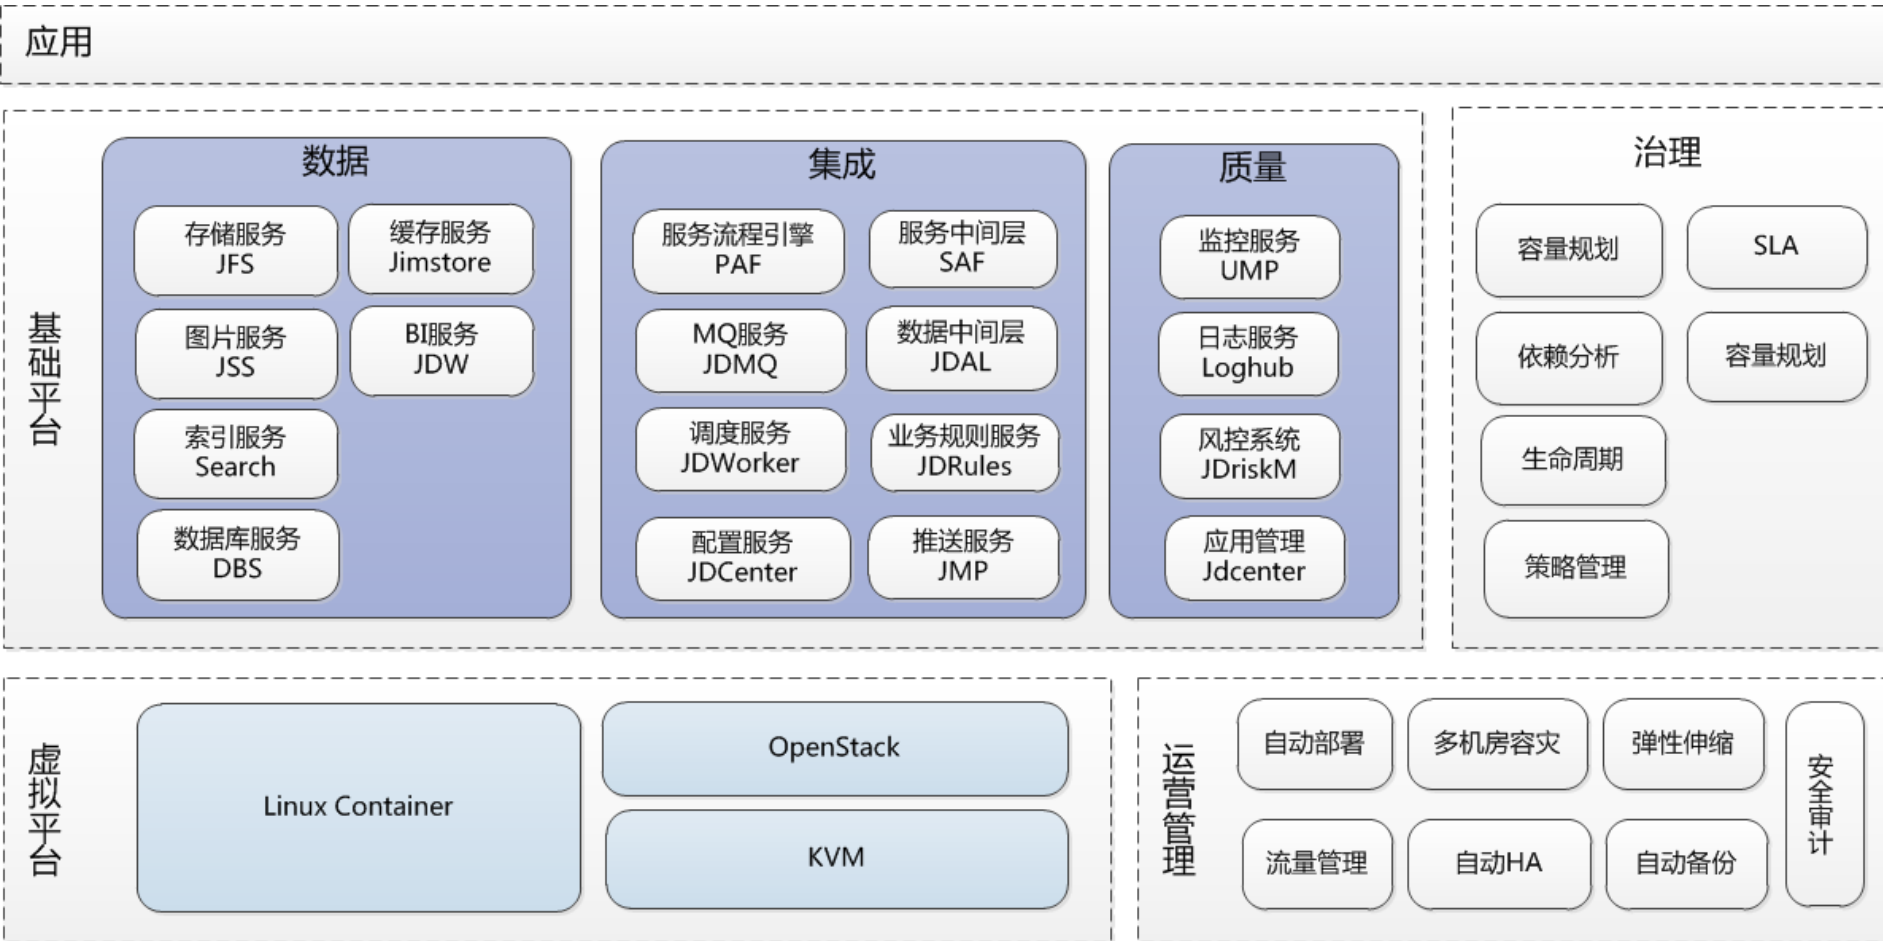 应用
基础平台
数据
存储服务
JFS
缓存服务
Jimstore
图片服务
JSS
BI服务
JDW
索引服务
Search
数据库服务
DBS
集成
服务流程引擎
PAF
服务中间层
SAF
MQ服务
JDMQ
数据中间层
JDAL
调度服务
JDWorker
业务规则服务
JDRules
配置服务
JDCenter
推送服务
JMP
质量
监控服务
UMP
日志服务
Loghub
风控系统
JDriskM
应用管理
Jdcenter
治理
容量规划
SLA
依赖分析
容量规划
生命周期
策略管理
虚拟平台
Linux Container
OpenStack
KVM
运营管理
自动部署
多机房容灾
弹性伸缩
流量管理
自动HA
自动备份
安全审计